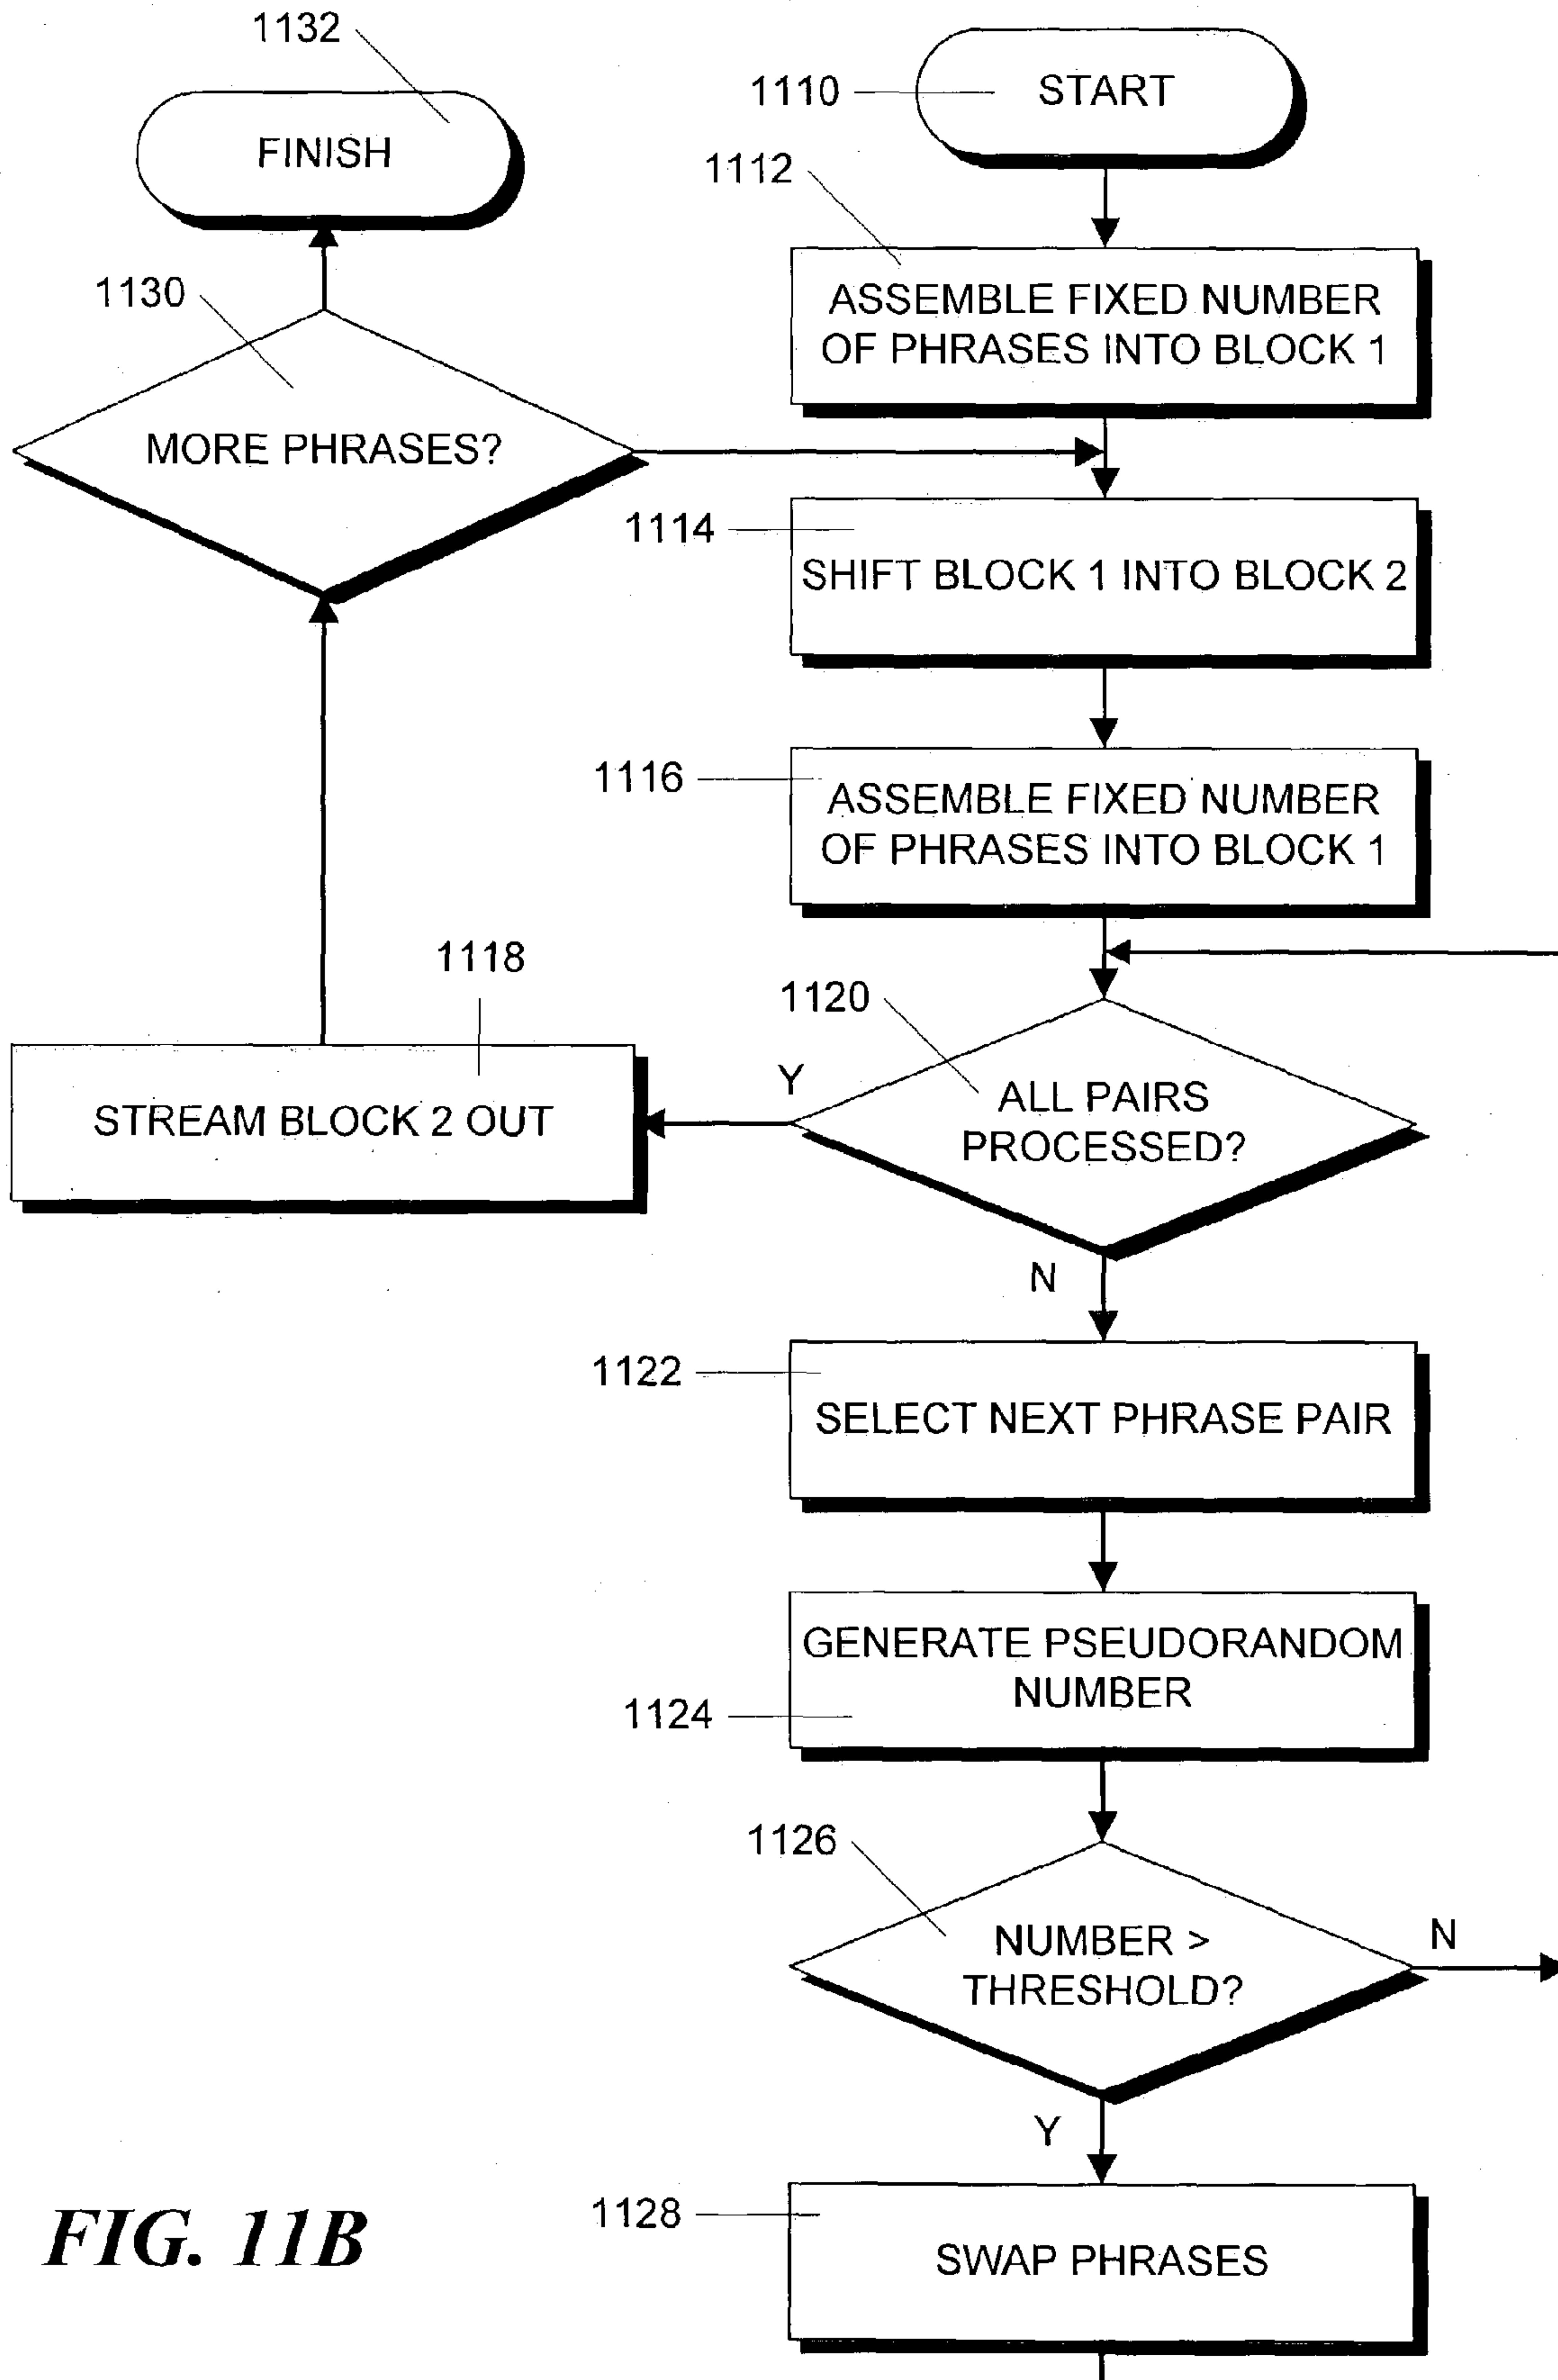 1132
FINISH
1110
START
1112
ASSEMBLE FIXED NUMBER
OF PHRASES INTO BLOCK 1
1130
MORE PHRASES?
1114
SHIFT BLOCK 1 INTO BLOCK 2
1116
ASSEMBLE FIXED NUMBER
OF PHRASES INTO BLOCK 1
1118
STREAM BLOCK 2 OUT
1120
Y
ALL PAIRS
PROCESSED?
N
1122
SELECT NEXT PHRASE PAIR
GENERATE PSEUDORANDOM
NUMBER
1124
1126
NUMBER >
THRESHOLD?
N
Y
1128
SWAP PHRASES
FIG. 11B